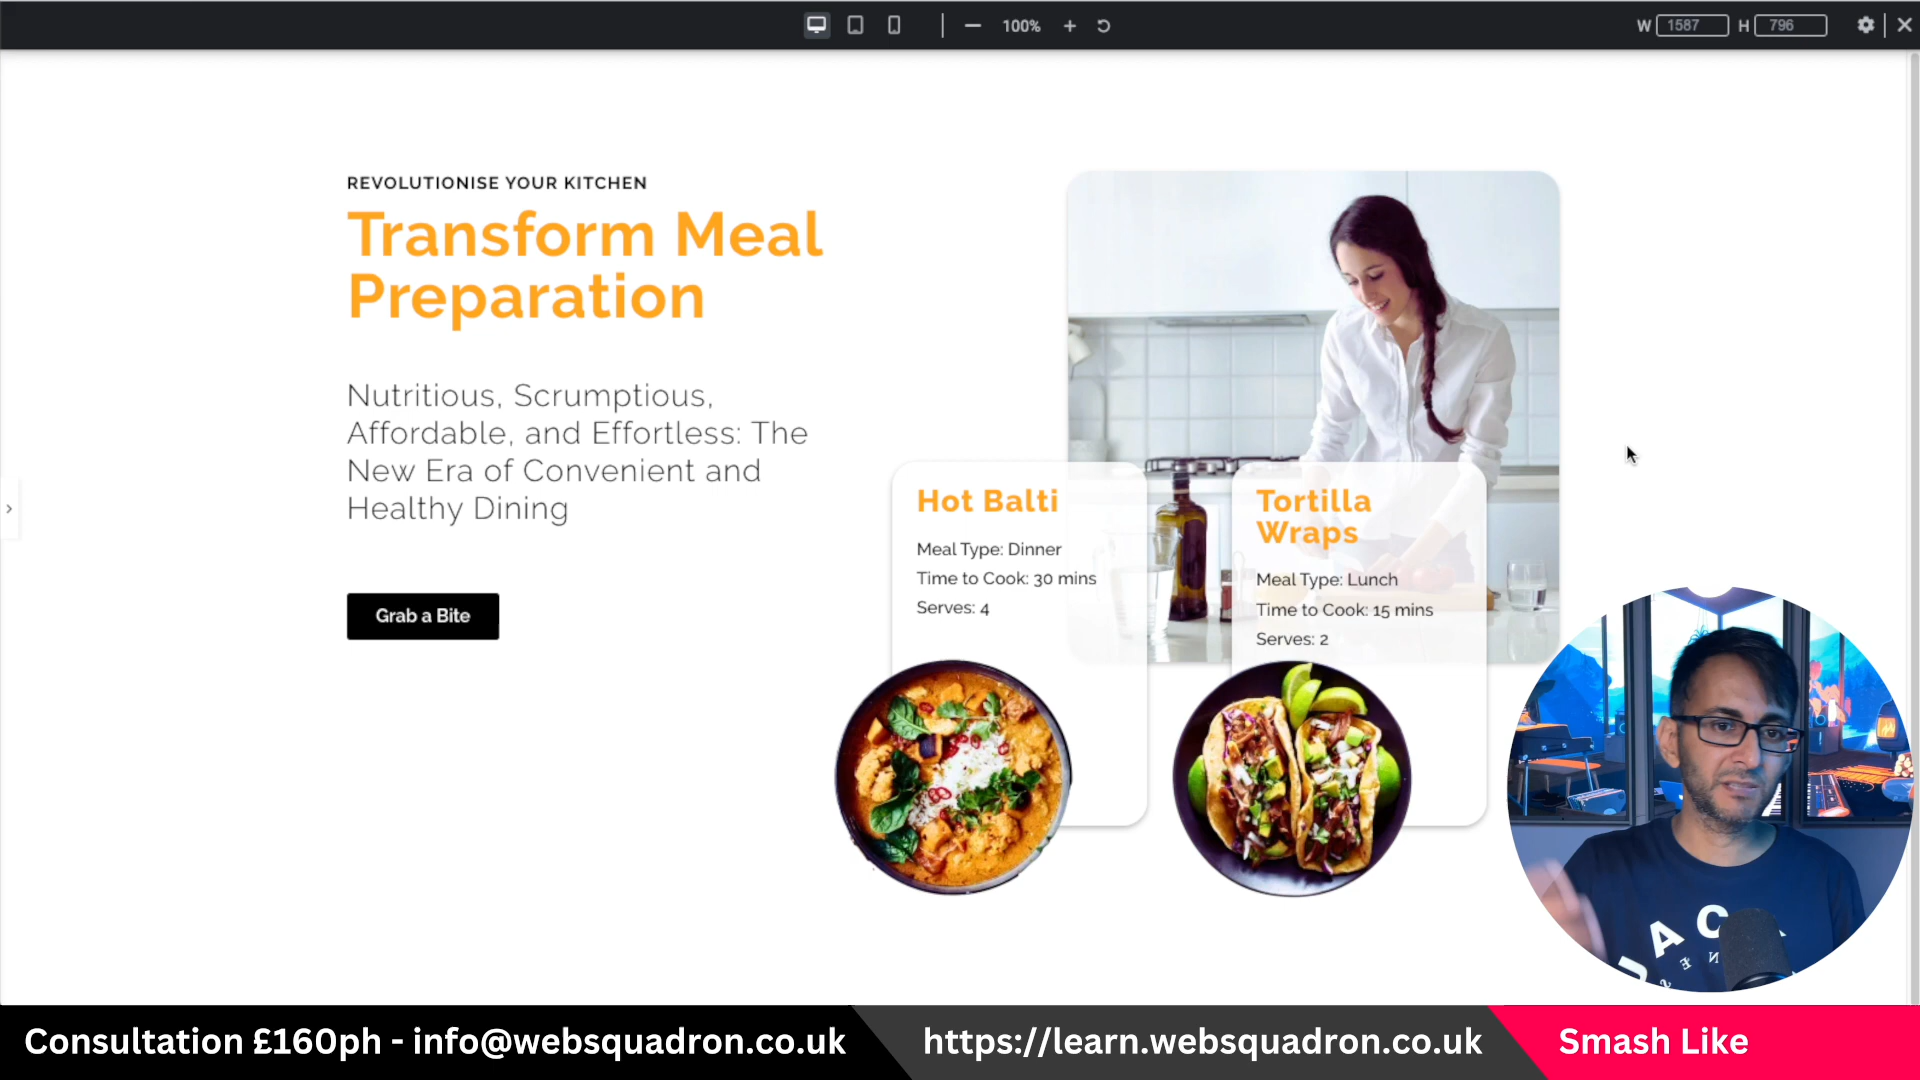 100%
W 1587 H 796
REVOLUTIONISE YOUR KITCHEN
Transform Meal
Preparation
Nutritious, Scrumptious,
Affordable, and Effortless: The
New Era of Convenient and
Healthy Dining
Grab a Bite
Hot Balti
Meal Type: Dinner
Time to Cook: 30 mins
Serves: 4
Tortilla
Wraps
Meal Type: Lunch
Time to Cook: 15 mins
Serves: 2
Consultation £160ph - info@websquadron.co.uk
https://learn.websquadron.co.uk
Smash Like